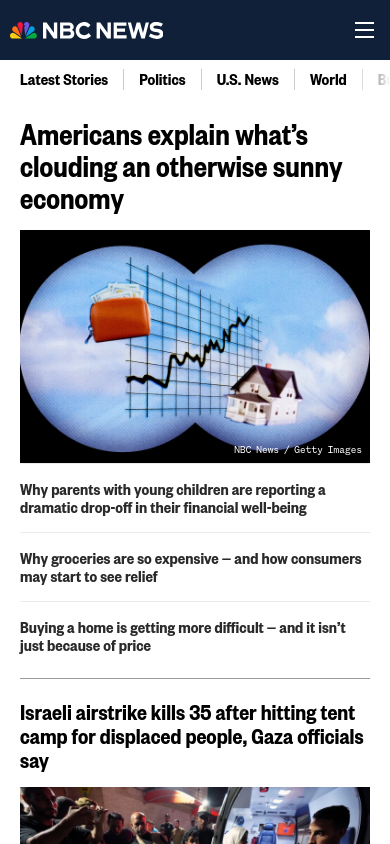 NBC NEWS
Latest Stories
Politics
U.S. News
World
Americans explain what’s
clouding an otherwise sunny
economy
NBC News / Getty Images
Why parents with young children are reporting a
dramatic drop-off in their financial well-being
Why groceries are so expensive — and how consumers
may start to see relief
Buying a home is getting more difficult — and it isn’t
just because of price
Israeli airstrike kills 35 after hitting tent
camp for displaced people, Gaza officials
say